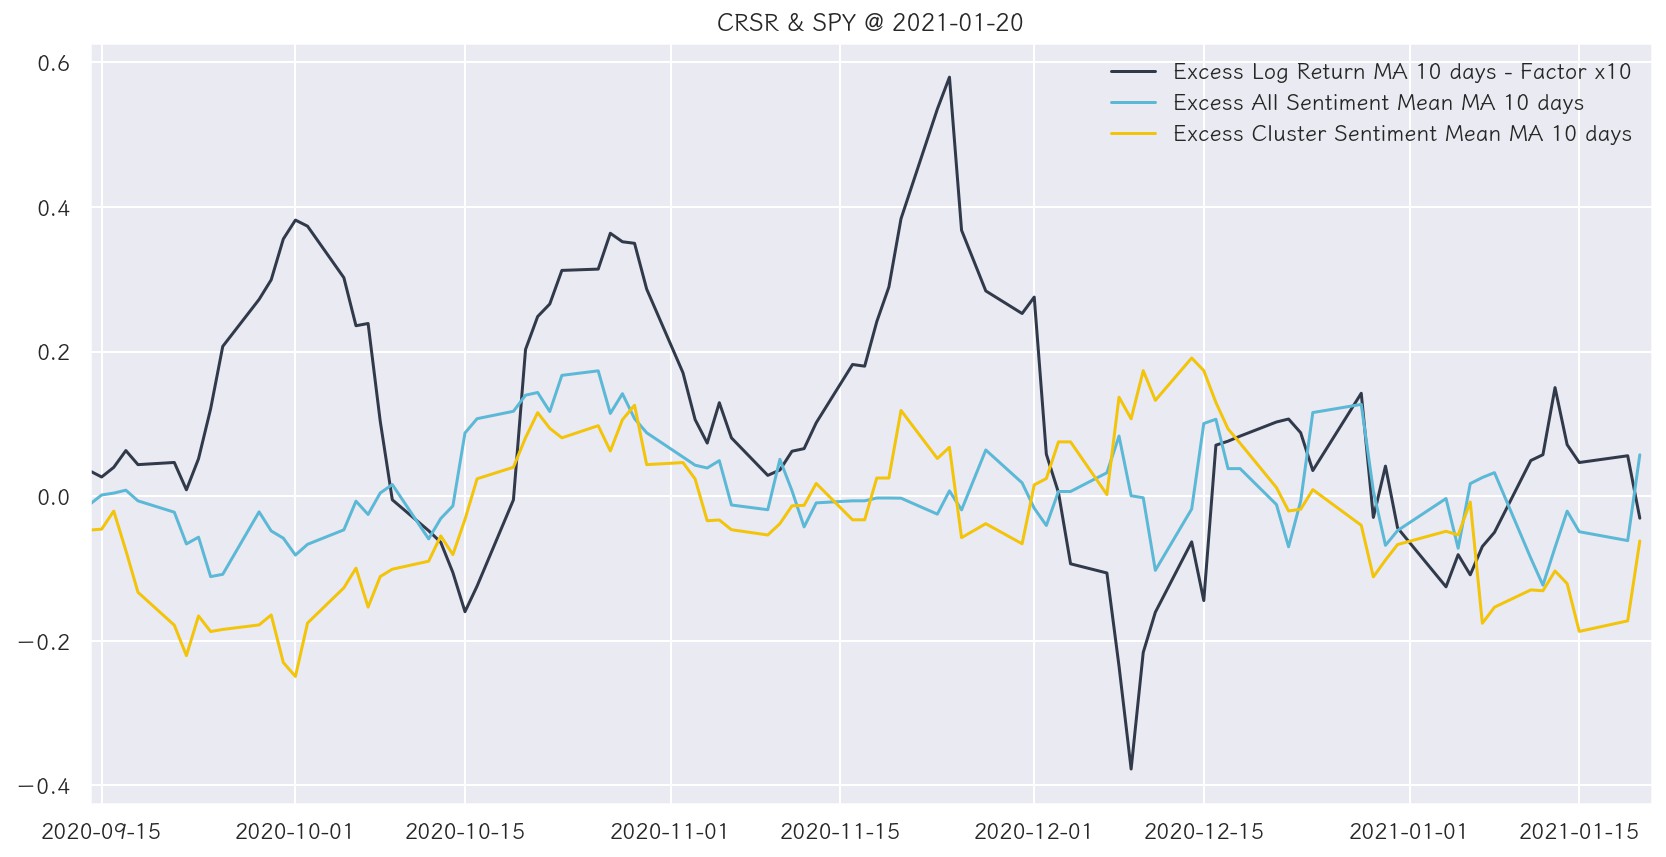 CRSR & SPY @ 2021-01-20
Excess Log Return MA 10 days - Factor x10
Excess All Sentiment Mean MA 10 days
Excess Cluster Sentiment Mean MA 10 days
0.6
0.4
0.2
0.0
−0.2
−0.4
2020-09-15 2020-10-01 2020-10-15 2020-11-01 2020-11-15 2020-12-01 2020-12-15 2021-01-01 2021-01-15